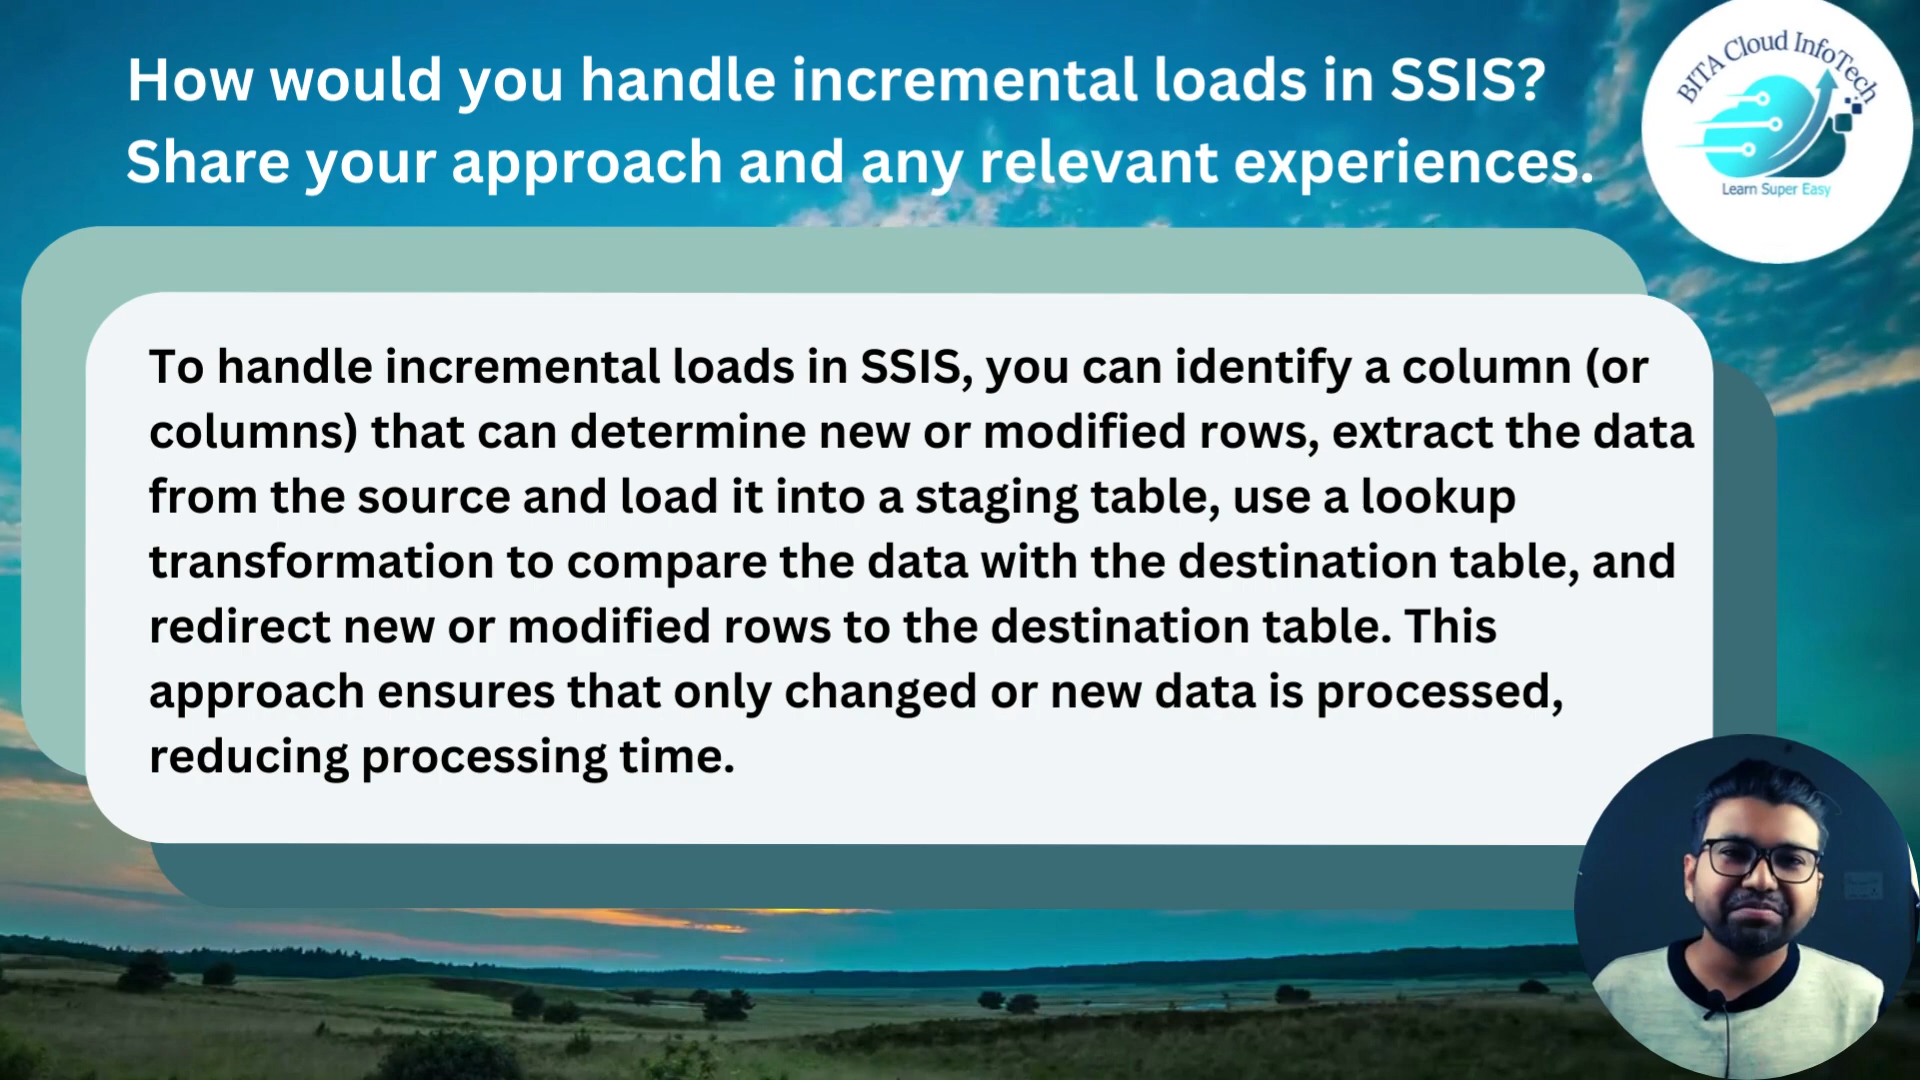 How would you handle incremental loads in SSIS?
Share your approach and any relevant experiences.
BITA Cloud InfoTech
Learn Super Easy
To handle incremental loads in SSIS, you can identify a column (or
columns) that can determine new or modified rows, extract the data
from the source and load it into a staging table, use a lookup
transformation to compare the data with the destination table, and
redirect new or modified rows to the destination table. This
approach ensures that only changed or new data is processed,
reducing processing time.